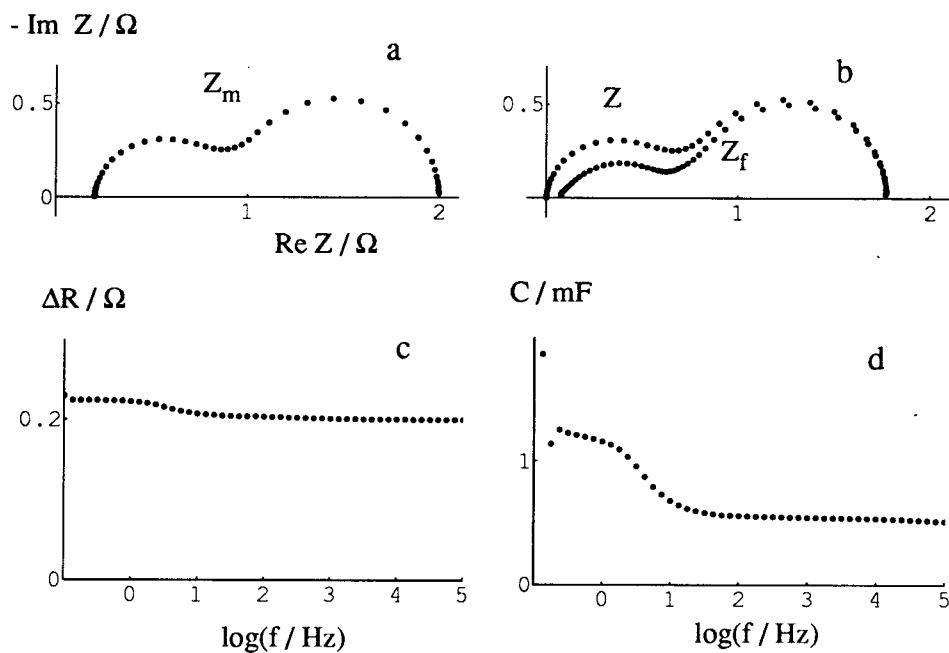 - Im Z / Ω
a
b
Z_m
Z
Z_f
0.5
0.5
0
0
1
2
1
2
Re Z / Ω
ΔR / Ω
C / mF
c
d
0.2
1
0
0
0 1 2 3 4 5
0 1 2 3 4 5
log(f / Hz)
log(f / Hz)